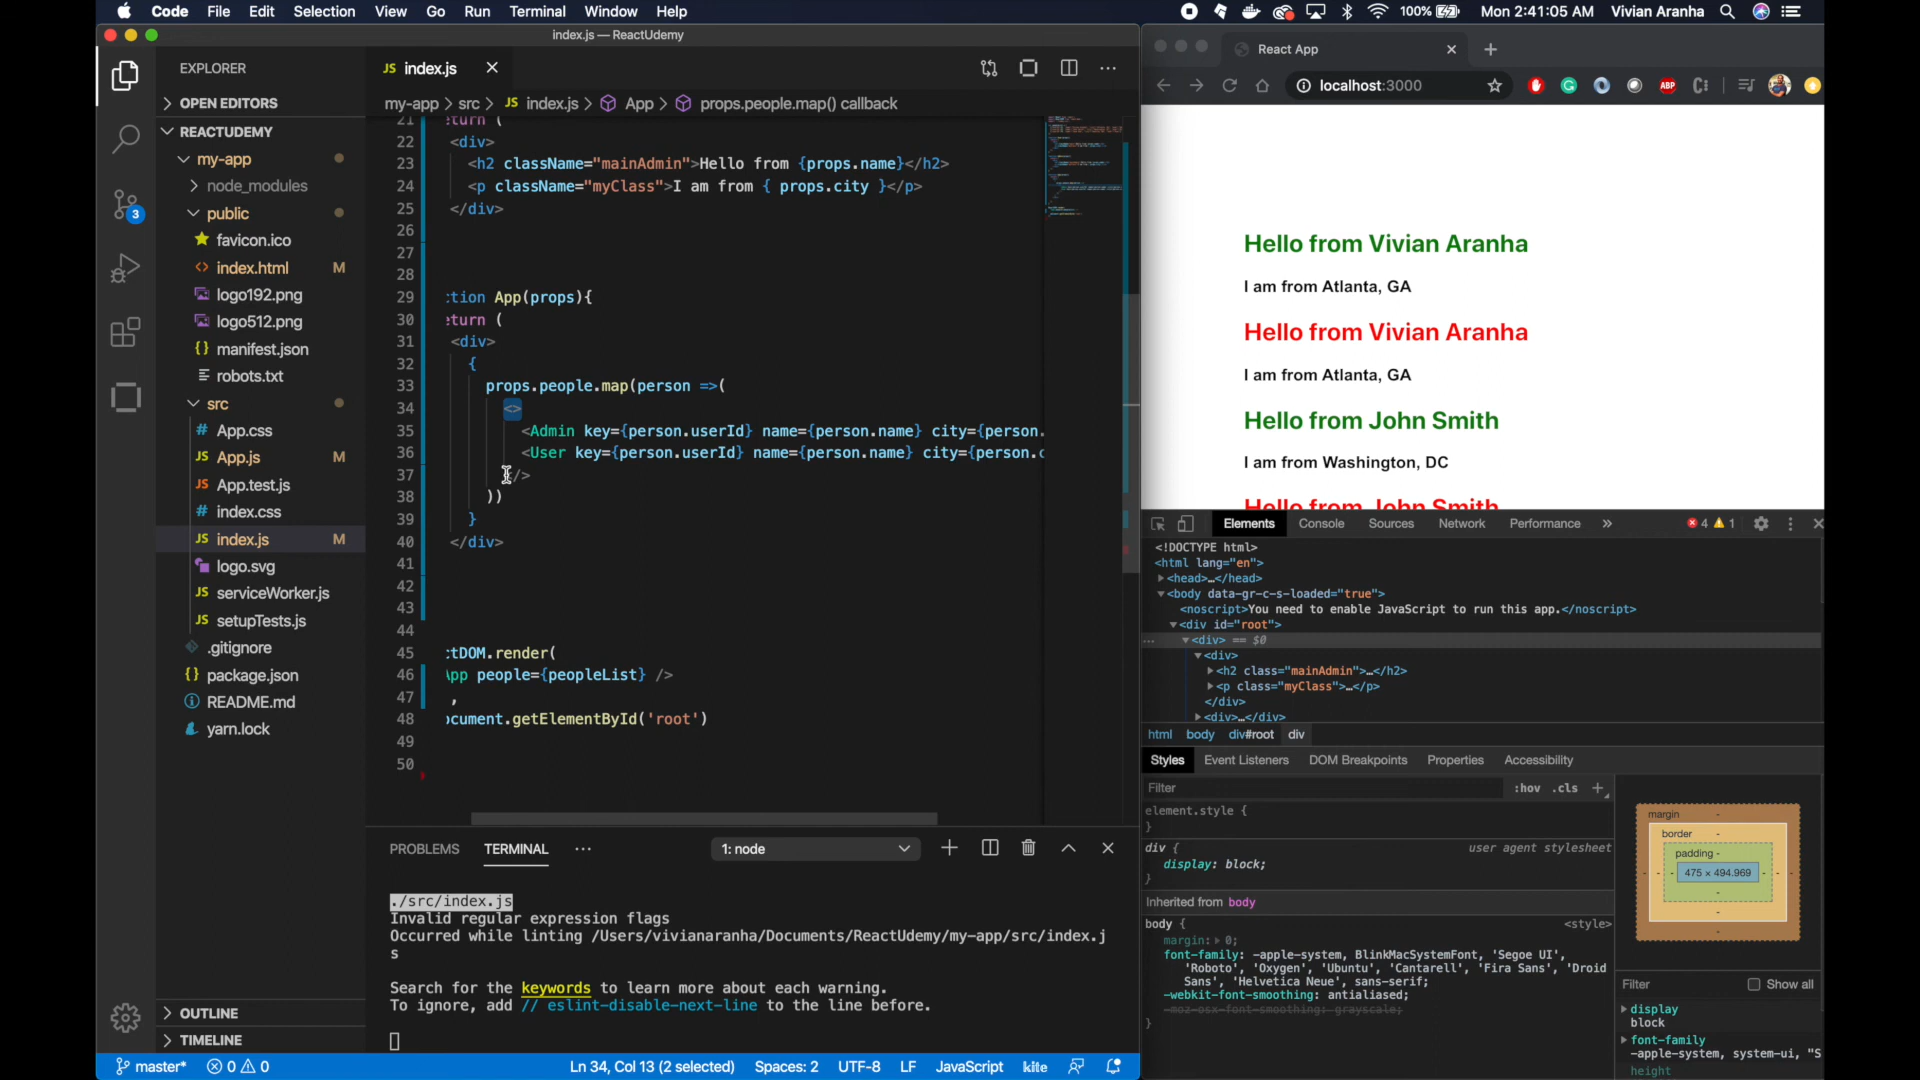 Code File Edit Selection View Go Run Terminal Window Help 100% Mon 2:41:05 AM Vivian Aranha
index.js — ReactUdemy
EXPLORER
OPEN EDITORS
REACTUDEMY
my-app
node_modules
public
favicon.ico
index.html M
logo192.png
logo512.png
manifest.json
robots.txt
src
App.css
App.js M
App.test.js
index.css
index.js M
logo.svg
serviceWorker.js
setupTests.js
.gitignore
package.json
README.md
yarn.lock
OUTLINE
TIMELINE
3
JS index.js
my-app > src > JS index.js > App > props.people.map() callback
21 eturn (
22 <div>
23 <h2 className="mainAdmin">Hello from {props.name}</h2>
24 <p className="myClass">I am from { props.city }</p>
25 </div>
26
27
28
29 ction App(props){
30 eturn (
31 <div>
32 {
33 props.people.map(person =>(
34 <>
35 <Admin key={person.userId} name={person.name} city={person.
36 <User key={person.userId} name={person.name} city={person.c
37 </>
38 ))
39 }
40 </div>
41
42
43
44
45 ctDOM.render(
46 App people={peopleList} />
47 ,
48 ocument.getElementById('root')
49
50
PROBLEMS TERMINAL ··· 1: node
./src/index.js
Invalid regular expression flags
Occurred while linting /Users/vivianaranha/Documents/ReactUdemy/my-app/src/index.j
s
Search for the keywords to learn more about each warning.
To ignore, add // eslint-disable-next-line to the line before.
master* 0 0 Ln 34, Col 13 (2 selected) Spaces: 2 UTF-8 LF JavaScript kite
React App
localhost:3000
ABP
Hello from Vivian Aranha
I am from Atlanta, GA
Hello from Vivian Aranha
I am from Atlanta, GA
Hello from John Smith
I am from Washington, DC
Hello from John Smith
Elements Console Sources Network Performance » 4 1
<!DOCTYPE html>
<html lang="en">
<head>…</head>
<body data-gr-c-s-loaded="true">
<noscript>You need to enable JavaScript to run this app.</noscript>
<div id="root">
… <div> == $0
<div>
<h2 class="mainAdmin">…</h2>
<p class="myClass">…</p>
</div>
<div>…</div>
html body div#root div
Styles Event Listeners DOM Breakpoints Properties Accessibility
Filter :hov .cls +
element.style {
}
div { user agent stylesheet
display: block;
}
Inherited from body
body { <style>
margin: 0;
font-family: -apple-system, BlinkMacSystemFont, 'Segoe UI',
'Roboto', 'Oxygen', 'Ubuntu', 'Cantarell', 'Fira Sans', 'Droid
Sans', 'Helvetica Neue', sans-serif;
-webkit-font-smoothing: antialiased;
-moz-osx-font-smoothing: grayscale;
}
margin -
border -
padding -
- - - 475 × 494.969 - - -
-
-
-
Filter Show all
display
block
font-family
-apple-system, system-ui, "S
height